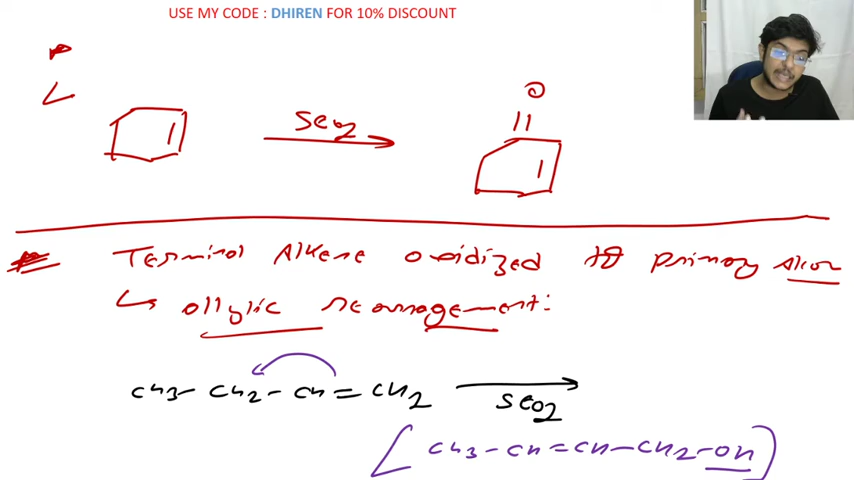 USE MY CODE : DHIREN FOR 10% DISCOUNT
SeO2
O
Terminal Alkene oxidized to primary alcon
↳ allylic rearrangement:
CH3-CH2-CH=CH2
SeO2
[CH3-CH=CH-CH2-OH]